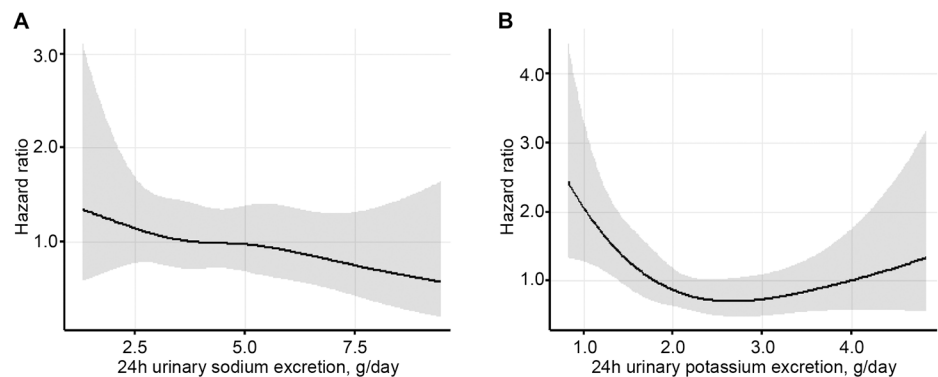 A
3.0
2.0
1.0
Hazard ratio
2.5 5.0 7.5
24h urinary sodium excretion, g/day
B
4.0
3.0
2.0
1.0
Hazard ratio
1.0 2.0 3.0 4.0
24h urinary potassium excretion, g/day